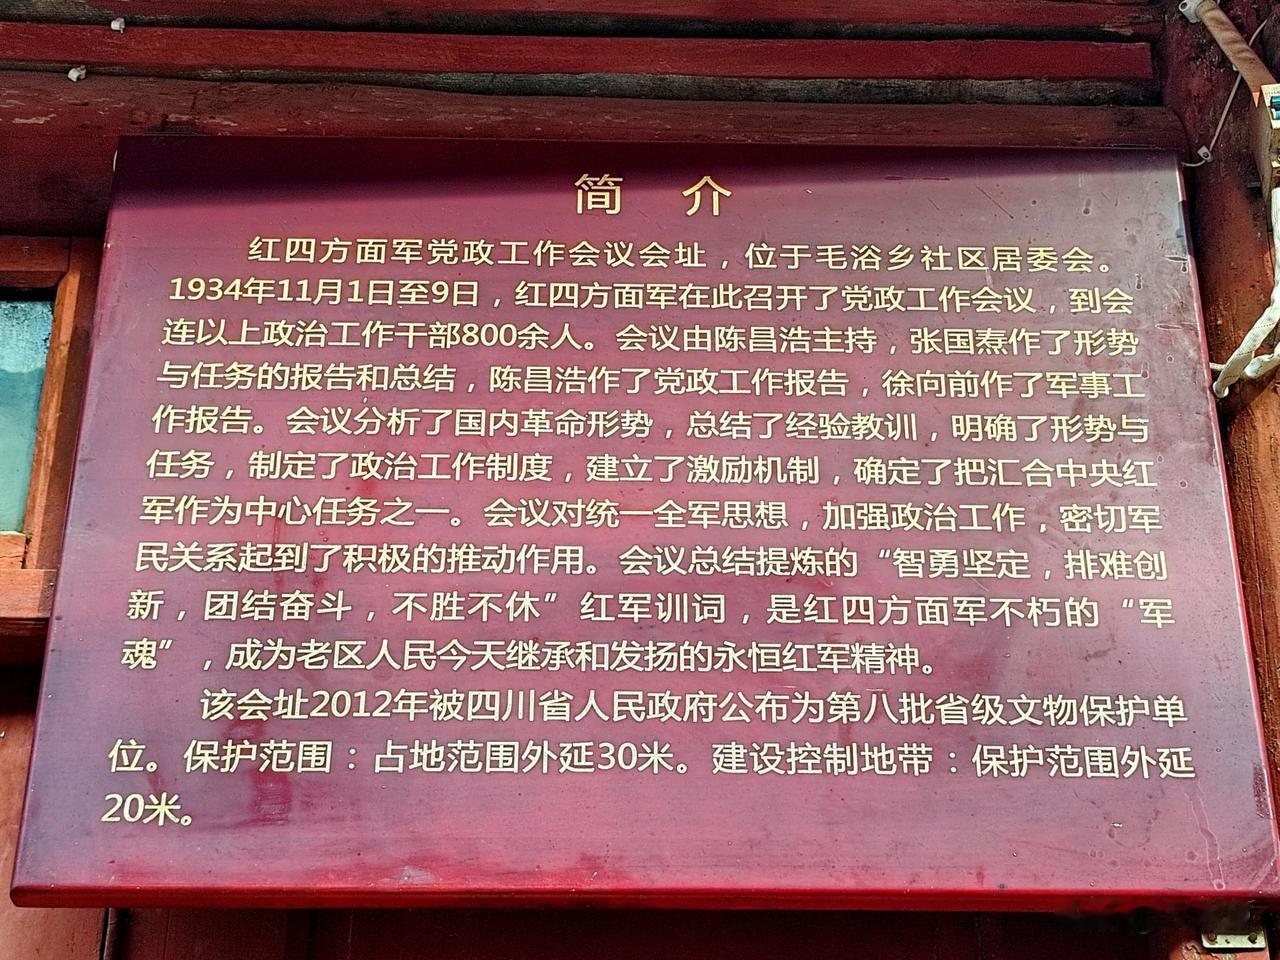 简 介
红四方面军党政工作会议会址，位于毛浴乡社区居委会。
1934年11月1日至9日，红四方面军在此召开了党政工作会议，到会
连以上政治工作干部800余人。会议由陈昌浩主持，张国焘作了形势
与任务的报告和总结，陈昌浩作了党政工作报告，徐向前作了军事工
作报告。会议分析了国内革命形势，总结了经验教训，明确了形势与
任务，制定了政治工作制度，建立了激励机制，确定了把汇合中央红
军作为中心任务之一。会议对统一全军思想，加强政治工作，密切军
民关系起到了积极的推动作用。会议总结提炼的“智勇坚定，排难创
新，团结奋斗，不胜不休”红军训词，是红四方面军不朽的“军
魂”，成为老区人民今天继承和发扬的永恒红军精神。
该会址2012年被四川省人民政府公布为第八批省级文物保护单
位。保护范围：占地范围外延30米。建设控制地带：保护范围外延
20米。